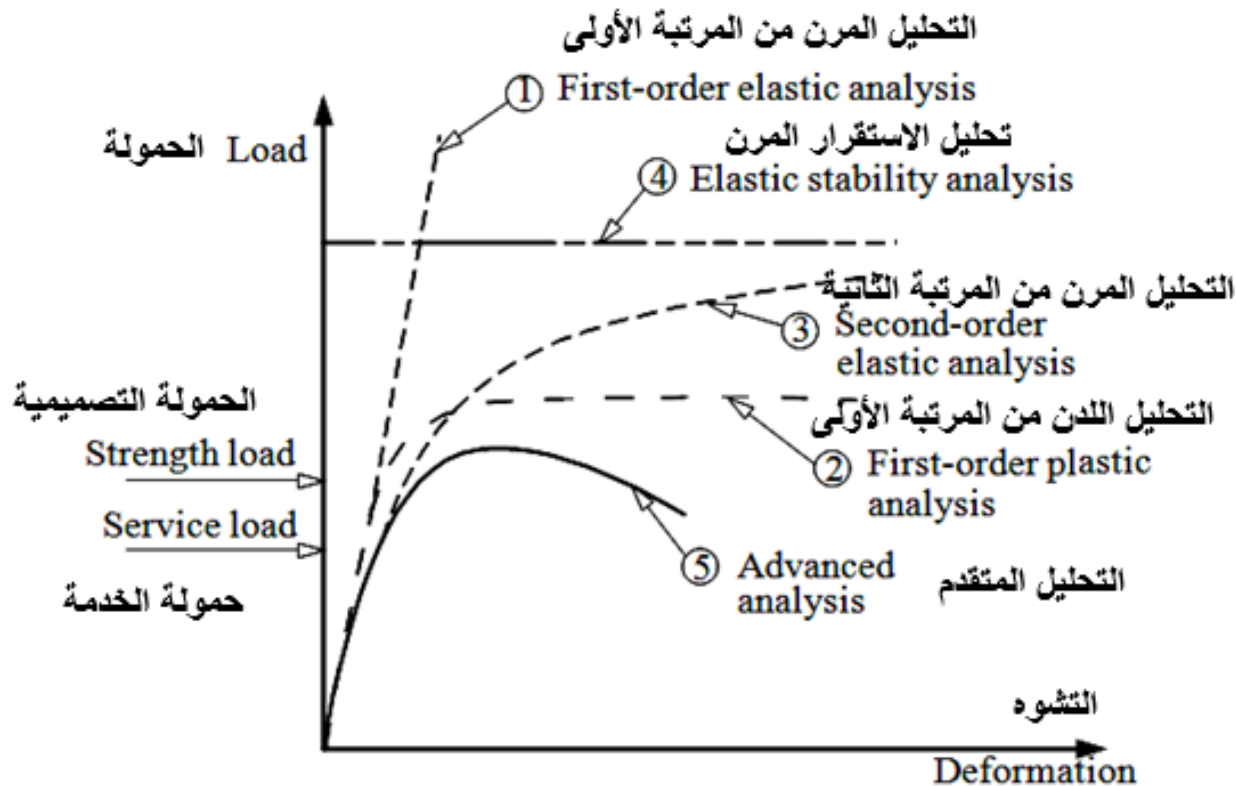 التحليل المرن من المرتبة الأولى
① First-order elastic analysis
الحمولة Load
تحليل الاستقرار المرن
④ Elastic stability analysis
التحليل المرن من المرتبة الثانية
③ Second-order
elastic analysis
الحمولة التصميمية
Strength load
التحليل اللدن من المرتبة الأولى
② First-order plastic
analysis
Service load
حمولة الخدمة
⑤ Advanced
analysis
التحليل المتقدم
التشوه
Deformation